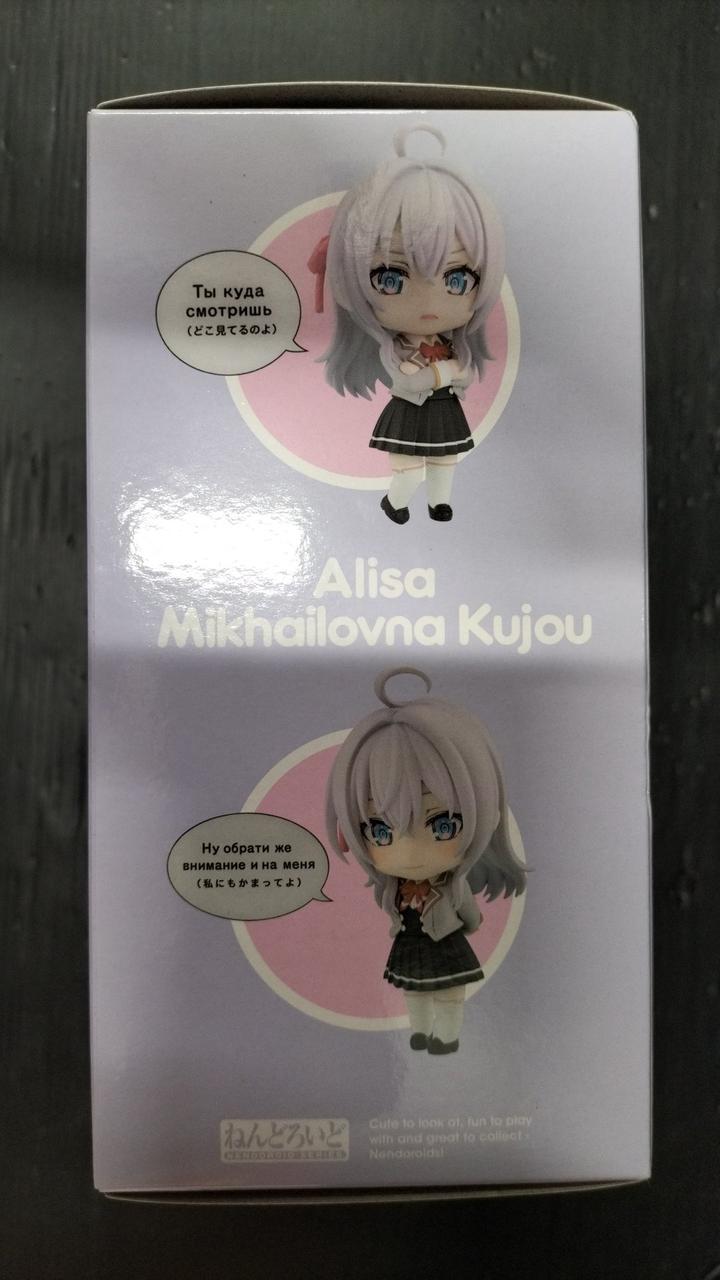 Ты куда
смотришь
(どこ見てるのよ)
Alisa
Mikhailovna Kujou
Ну обрати же
внимание и на меня
(私にもかまってよ)
ねんどろいど
NENDOROID SERIES
Cute to look at, fun to play
with and great to collect -
Nendoroids!